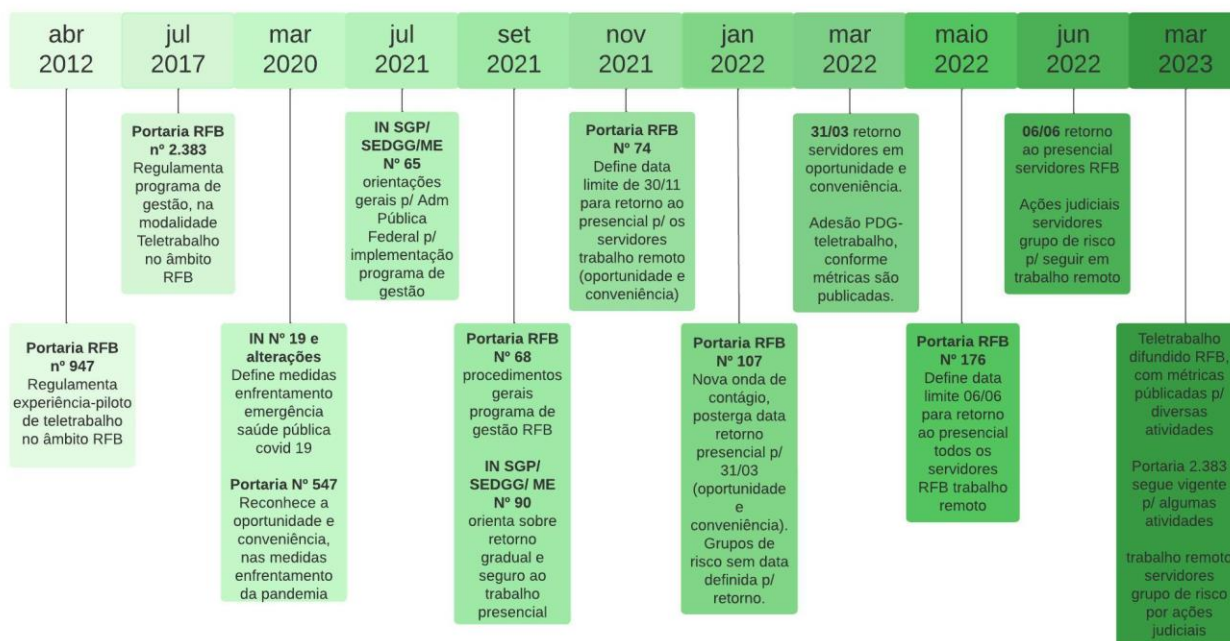 abr
2012
jul
2017
mar
2020
jul
2021
set
2021
nov
2021
jan
2022
mar
2022
maio
2022
jun
2022
mar
2023
Portaria RFB
nº 947
Regulamenta
experiência-piloto
de teletrabalho
no âmbito RFB
Portaria RFB
nº 2.383
Regulamenta
programa de
gestão, na
modalidade
Teletrabalho
no âmbito
RFB
IN Nº 19 e
alterações
Define medidas
enfrentamento
emergência
saúde pública
covid 19
Portaria Nº 547
Reconhece a
oportunidade e
conveniência,
nas medidas
enfrentamento
da pandemia
IN SGP/
SEDGG/ME
Nº 65
orientações
gerais p/ Adm
Pública
Federal p/
implementação
programa de
gestão
Portaria RFB
Nº 68
procedimentos
gerais
programa de
gestão RFB
IN SGP/
SEDGG/ ME
Nº 90
orienta sobre
retorno
gradual e
seguro ao
trabalho
presencial
Portaria RFB
Nº 74
Define data
limite de 30/11
para retorno ao
presencial p/ os
servidores
trabalho remoto
(oportunidade e
conveniência)
Portaria RFB
Nº 107
Nova onda de
contágio,
posterga data
retorno
presencial p/
31/03
(oportunidade
e
conveniência).
Grupos de
risco sem data
definida p/
retorno.
31/03 retorno
servidores em
oportunidade e
conveniência.
Adesão PDG-
teletrabalho,
conforme
métricas são
publicadas.
Portaria RFB
Nº 176
Define data
limite 06/06
para retorno
ao presencial
todos os
servidores
RFB trabalho
remoto
06/06 retorno
ao presencial
servidores RFB
Ações judiciais
servidores
grupo de risco
p/ seguir em
trabalho remoto
Teletrabalho
difundido RFB,
com métricas
públicadas p/
diversas
atividades
Portaria 2.383
segue vigente
p/ algumas
atividades
trabalho remoto
servidores
grupo de risco
por ações
judiciais